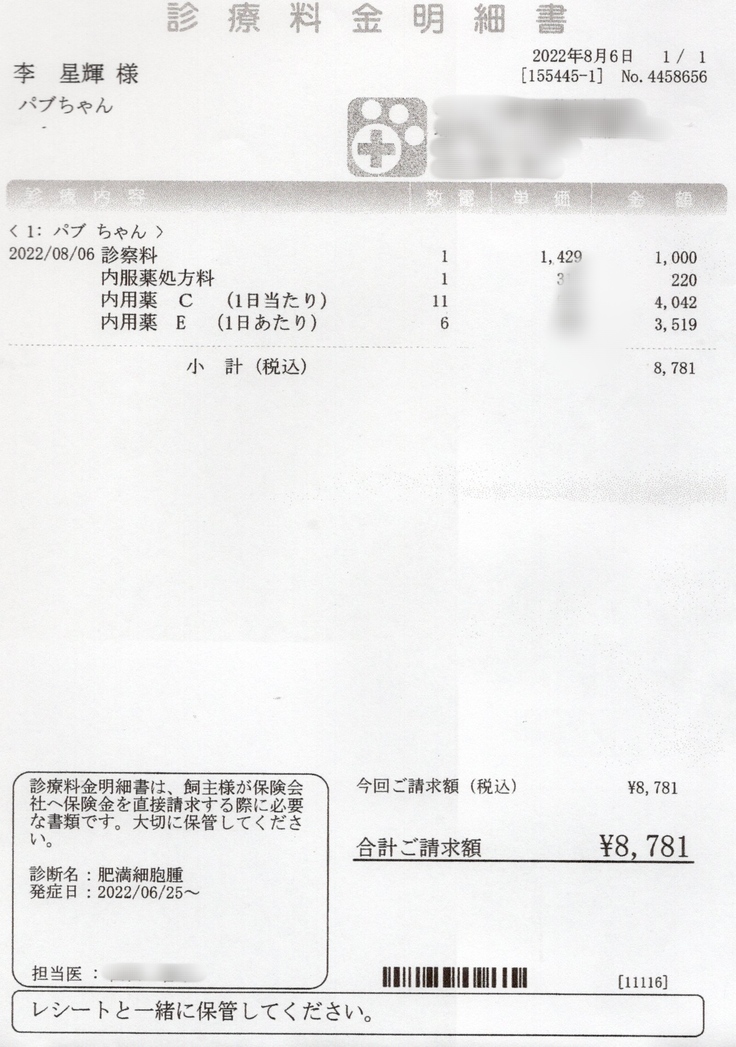 診療料金明細書
2022年8月6日 1 / 1
[155445-1] No.4458656
李 星輝 様
パブちゃん
診療内容 数量 単価 金額
< 1: パブ ちゃん >
2022/08/06 診察料 1 1,429 1,000
内服薬処方料 1 220
内用薬 C (1日当たり) 11 4,042
内用薬 E (1日あたり) 6 3,519
小 計 (税込) 8,781
診療料金明細書は、飼主様が保険会
社へ保険金を直接請求する際に必要
な書類です。大切に保管してくださ
い。
診断名：肥満細胞腫
発症日：2022/06/25～
担当医：
今回ご請求額（税込） ¥8,781
合計ご請求額 ¥8,781
[11116]
レシートと一緒に保管してください。